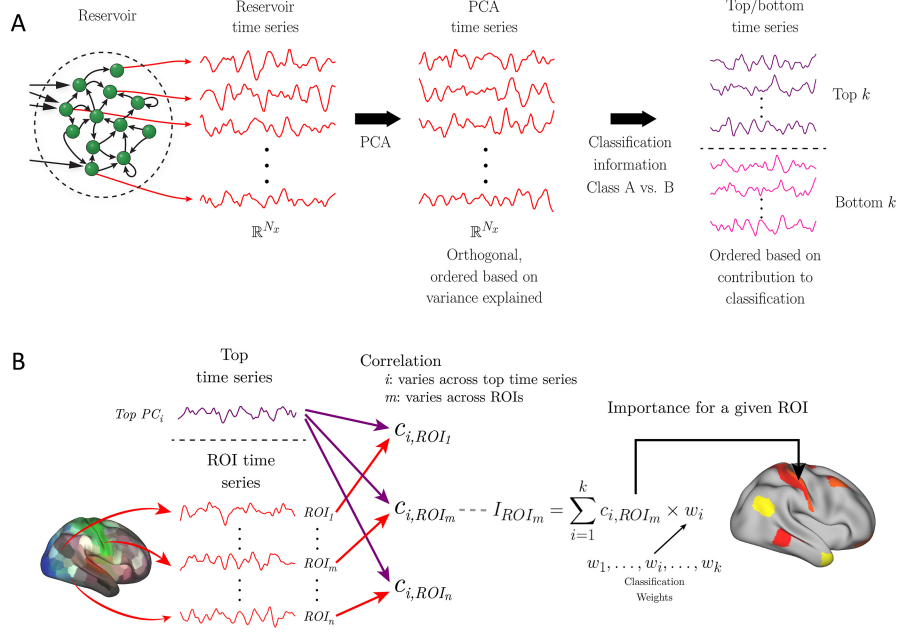 A
Reservoir
Reservoir
time series
ℝ^{N_x}
PCA
PCA
time series
ℝ^{N_x}
Orthogonal,
ordered based on
variance explained
Classification
information
Class A vs. B
Top/bottom
time series
Top k
Bottom k
Ordered based on
contribution to
classification
B
Top
time series
Top PC_i
ROI time
series
ROI_1
ROI_m
ROI_n
Correlation
i: varies across top time series
m: varies across ROIs
c_{i,ROI_1}
c_{i,ROI_m}
c_{i,ROI_n}
Importance for a given ROI
I_{ROI_m} = \sum_{i=1}^{k} c_{i,ROI_m} × w_i
w_1, …, w_i, …, w_k
Classification
Weights